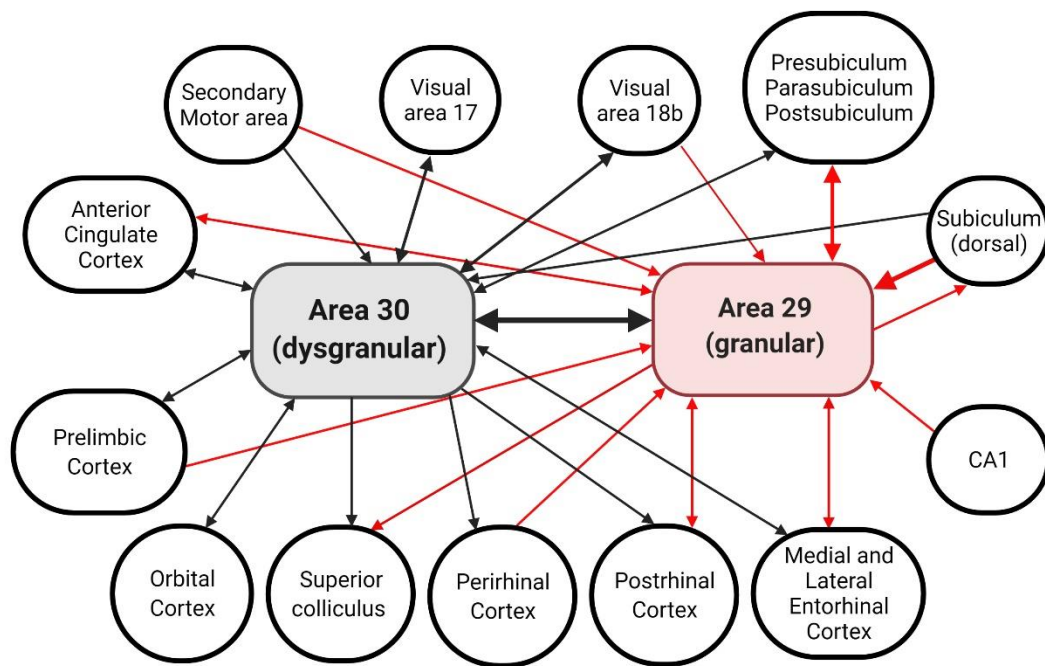 Secondary
Motor area
Visual
area 17
Visual
area 18b
Presubiculum
Parasubiculum
Postsubiculum
Anterior
Cingulate
Cortex
Subiculum
(dorsal)
Area 30
(dysgranular)
Area 29
(granular)
Prelimbic
Cortex
CA1
Orbital
Cortex
Superior
colliculus
Perirhinal
Cortex
Postrhinal
Cortex
Medial and
Lateral
Entorhinal
Cortex